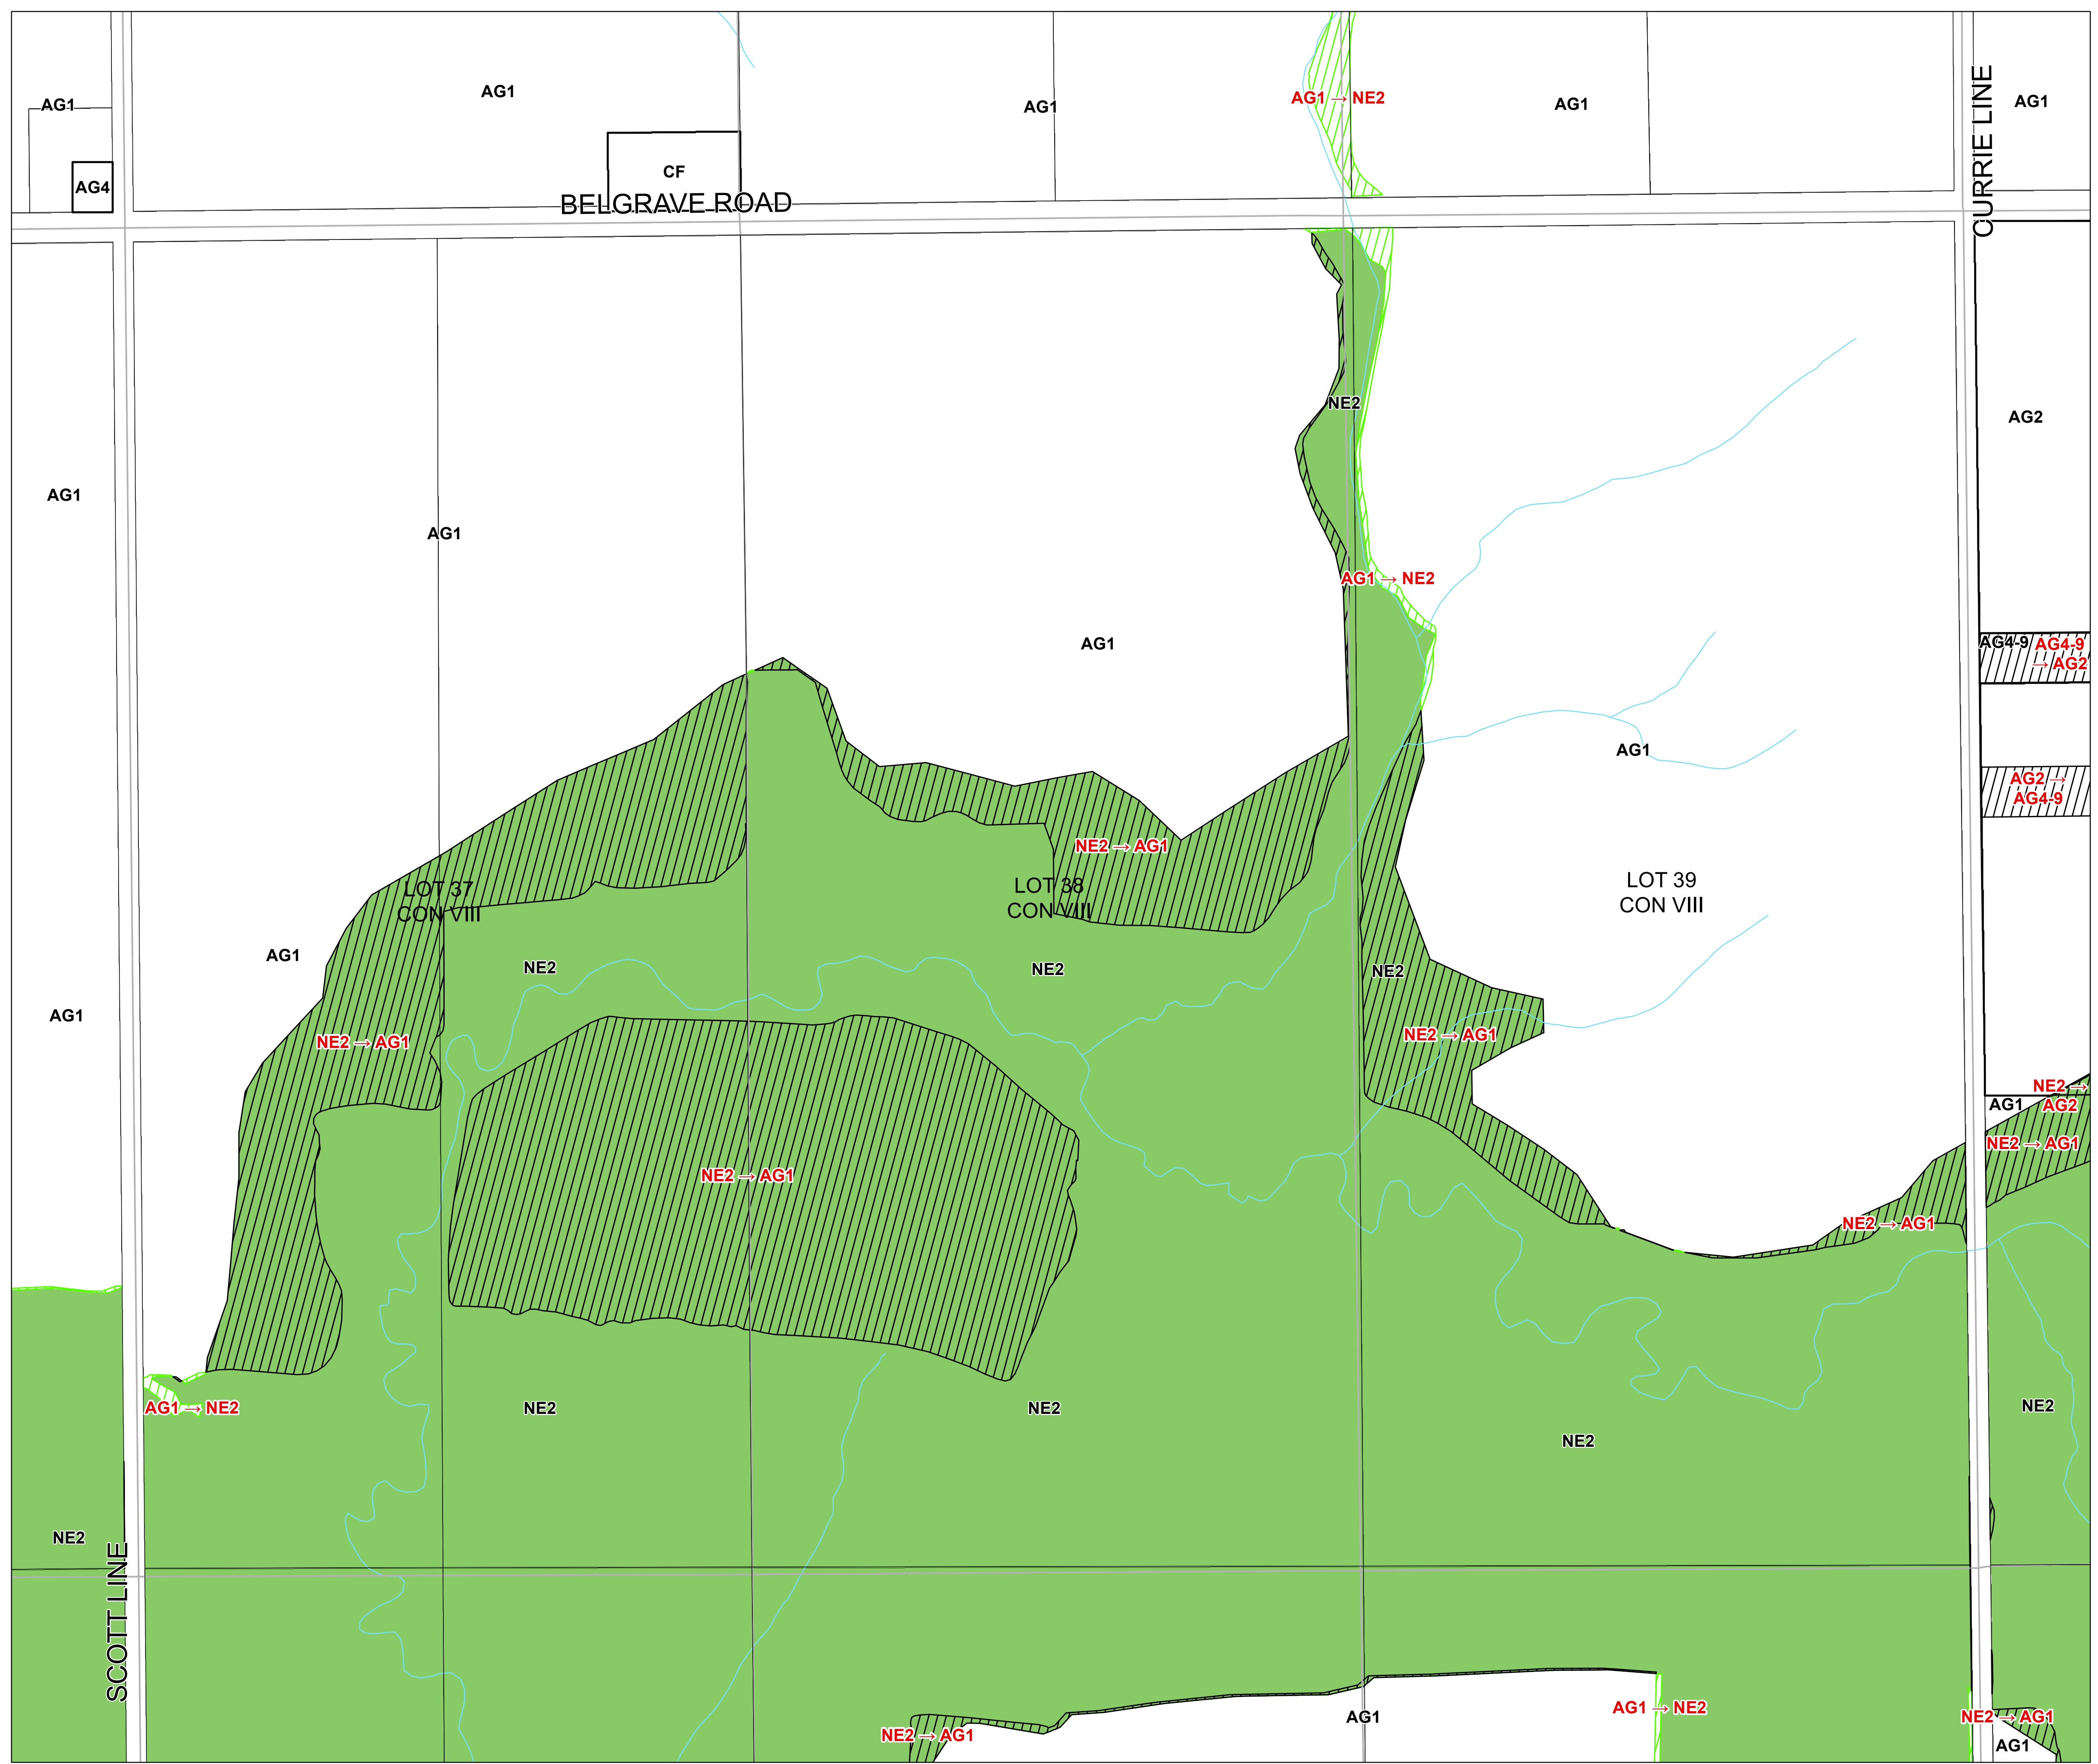 AG1
AG1
AG1
AG1 → NE2
AG1
AG1
CURRIE LINE
AG4
CF
BELGRAVE ROAD
NE2
AG2
AG1
AG1
AG1 → NE2
AG1
AG4-9
AG4-9
→ AG2
AG1
AG2 →
AG4-9
NE2 → AG1
LOT 37
CON VIII
LOT 38
CON VIII
LOT 39
CON VIII
AG1
NE2
NE2
NE2
AG1
NE2 → AG1
NE2 → AG1
NE2 →
AG2
AG1
NE2 → AG1
NE2 → AG1
NE2 → AG1
AG1 → NE2
NE2
NE2
NE2
NE2
NE2
SCOTT LINE
NE2 → AG1
AG1
AG1 → NE2
NE2 → AG1
AG1